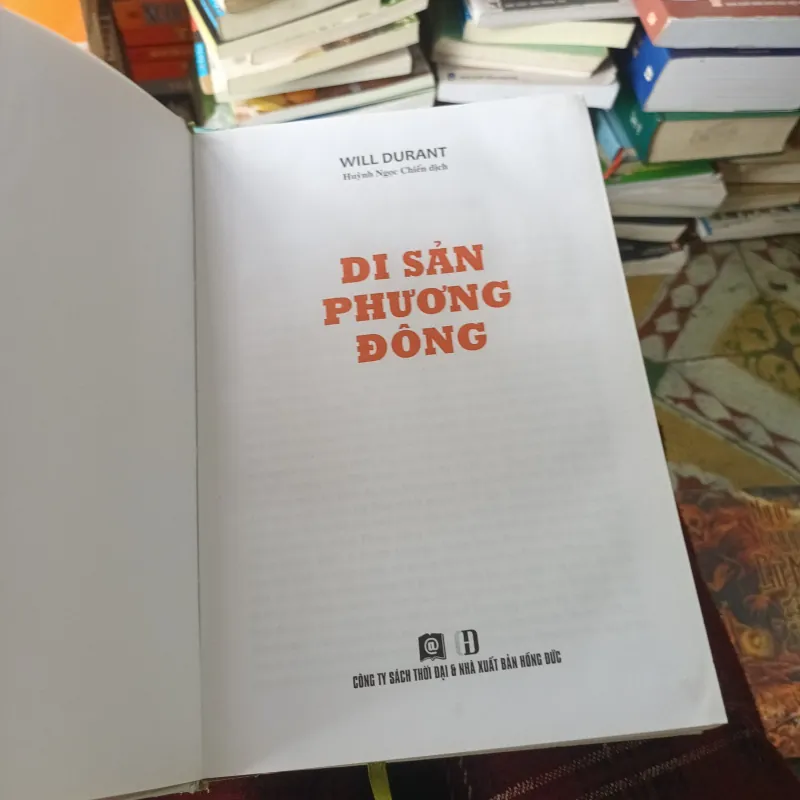 WILL DURANT
Huỳnh Ngọc Chiến dịch
DI SẢN
PHƯƠNG
ĐÔNG
CÔNG TY SÁCH THỜI ĐẠI & NHÀ XUẤT BẢN HỒNG ĐỨC